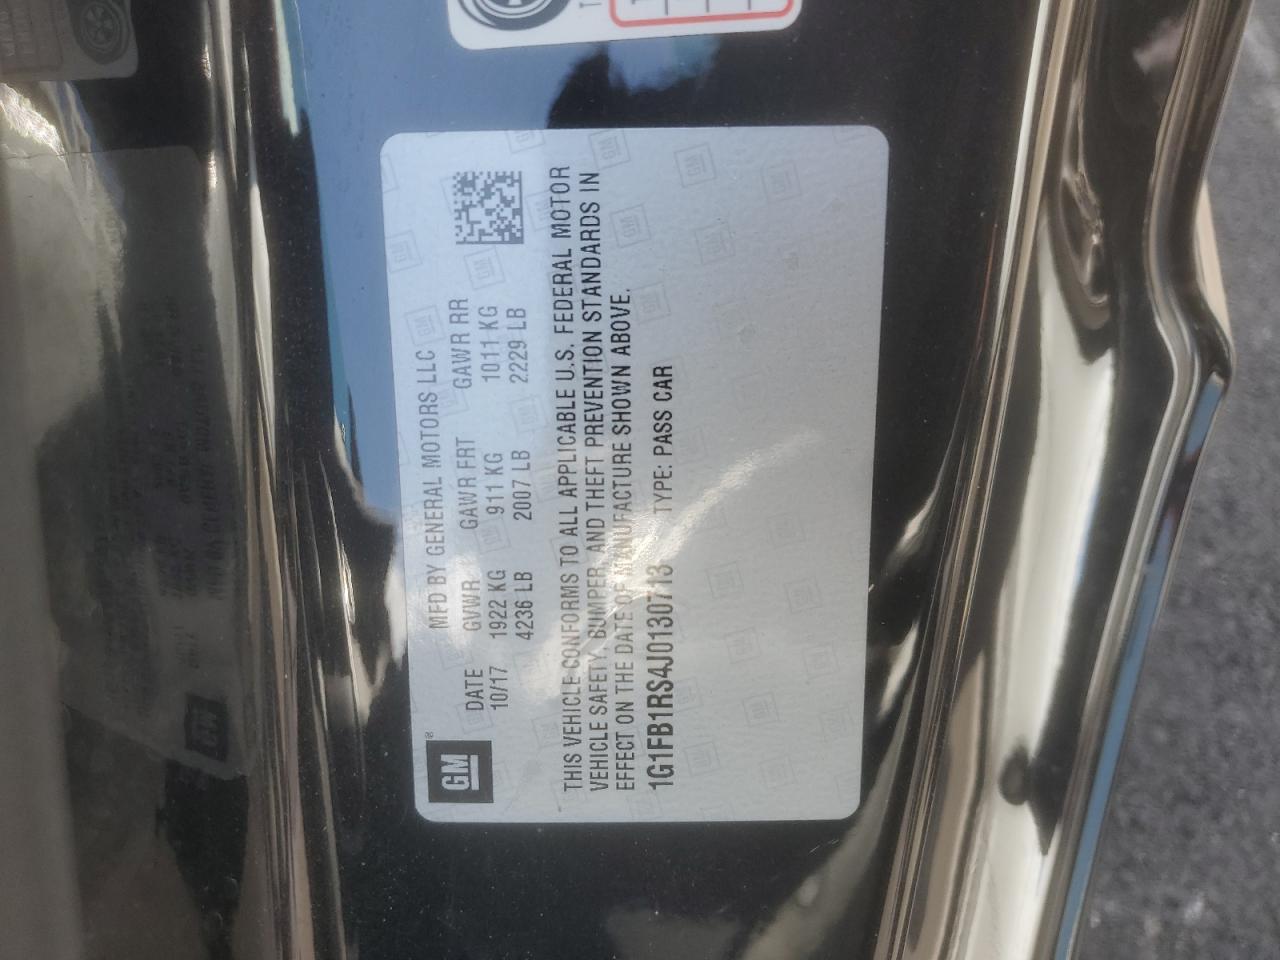 GM
MFD BY GENERAL MOTORS LLC
DATE GVWR GAWR FRT GAWR RR
10/17 1922 KG 911 KG 1011 KG
4236 LB 2007 LB 2229 LB
THIS VEHICLE CONFORMS TO ALL APPLICABLE U.S. FEDERAL MOTOR
VEHICLE SAFETY, BUMPER, AND THEFT PREVENTION STANDARDS IN
EFFECT ON THE DATE OF MANUFACTURE SHOWN ABOVE.
1G1FB1RS4J0130713 TYPE: PASS CAR